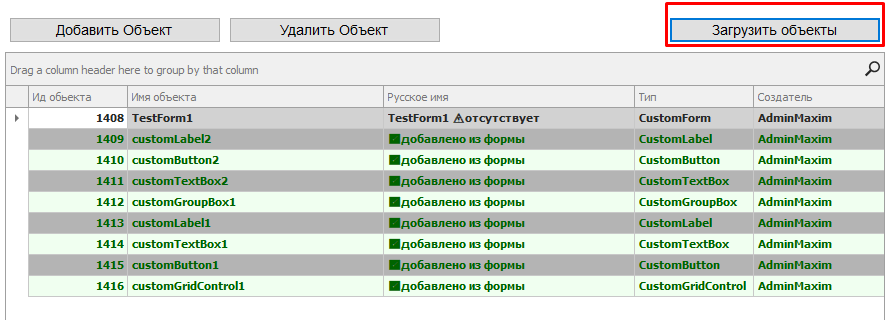 Добавить Объект Удалить Объект Загрузить объекты
Drag a column header here to group by that column
Ид обьекта Имя объекта Русское имя Тип Создатель
1408 TestForm1 TestForm1 ⚠отсутствует CustomForm AdminMaxim
1409 customLabel2 добавлено из формы CustomLabel AdminMaxim
1410 customButton2 добавлено из формы CustomButton AdminMaxim
1411 customTextBox2 добавлено из формы CustomTextBox AdminMaxim
1412 customGroupBox1 добавлено из формы CustomGroupBox AdminMaxim
1413 customLabel1 добавлено из формы CustomLabel AdminMaxim
1414 customTextBox1 добавлено из формы CustomTextBox AdminMaxim
1415 customButton1 добавлено из формы CustomButton AdminMaxim
1416 customGridControl1 добавлено из формы CustomGridControl AdminMaxim